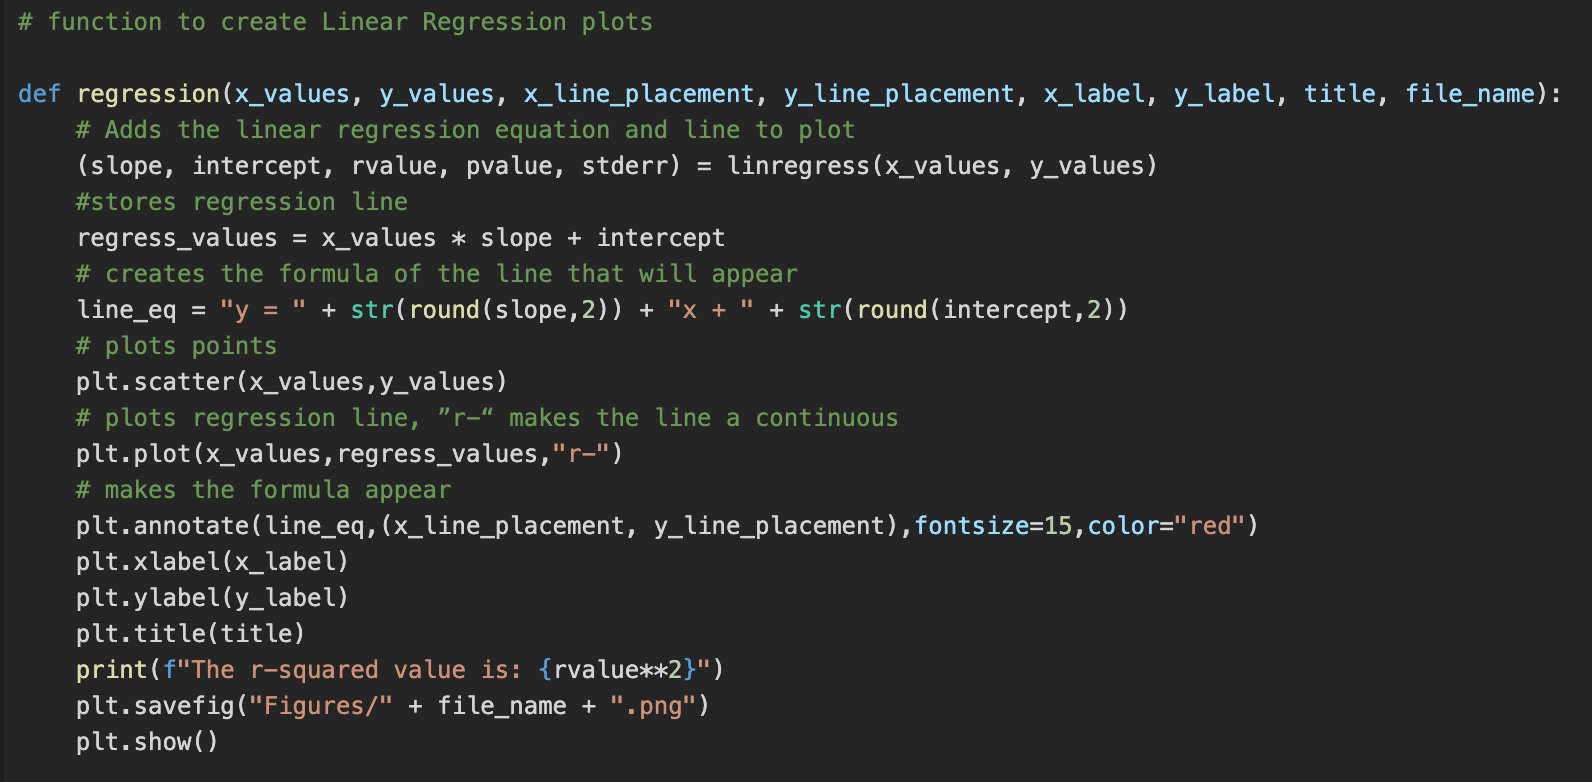 # function to create Linear Regression plots
def regression(x_values, y_values, x_line_placement, y_line_placement, x_label, y_label, title, file_name):
# Adds the linear regression equation and line to plot
(slope, intercept, rvalue, pvalue, stderr) = linregress(x_values, y_values)
#stores regression line
regress_values = x_values * slope + intercept
# creates the formula of the line that will appear
line_eq = "y = " + str(round(slope,2)) + "x + " + str(round(intercept,2))
# plots points
plt.scatter(x_values,y_values)
# plots regression line, ”r-“ makes the line a continuous
plt.plot(x_values,regress_values,"r-")
# makes the formula appear
plt.annotate(line_eq,(x_line_placement, y_line_placement),fontsize=15,color="red")
plt.xlabel(x_label)
plt.ylabel(y_label)
plt.title(title)
print(f"The r-squared value is: {rvalue**2}")
plt.savefig("Figures/" + file_name + ".png")
plt.show()